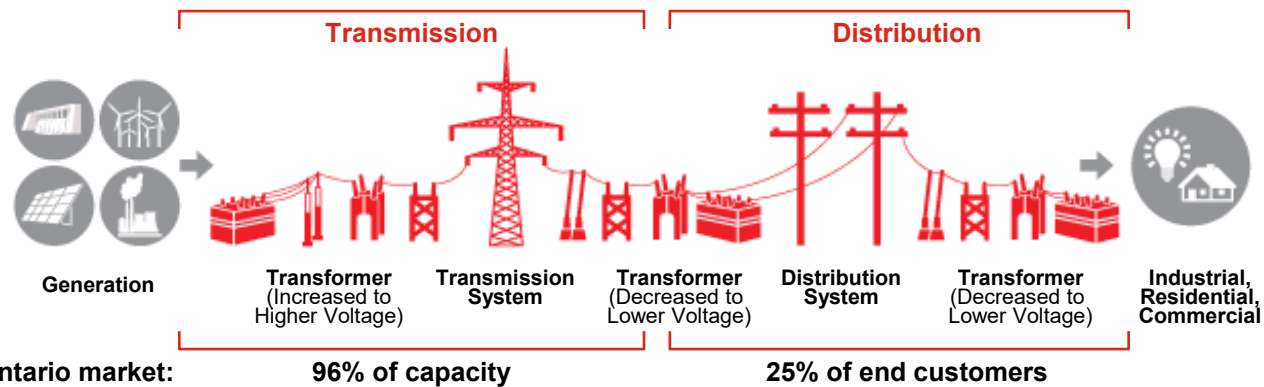 Transmission
Distribution
Generation
Transformer
(Increased to
Higher Voltage)
Transmission
System
Transformer
(Decreased to
Lower Voltage)
Distribution
System
Transformer
(Decreased to
Lower Voltage)
Industrial,
Residential,
Commercial
ntario market:
96% of capacity
25% of end customers